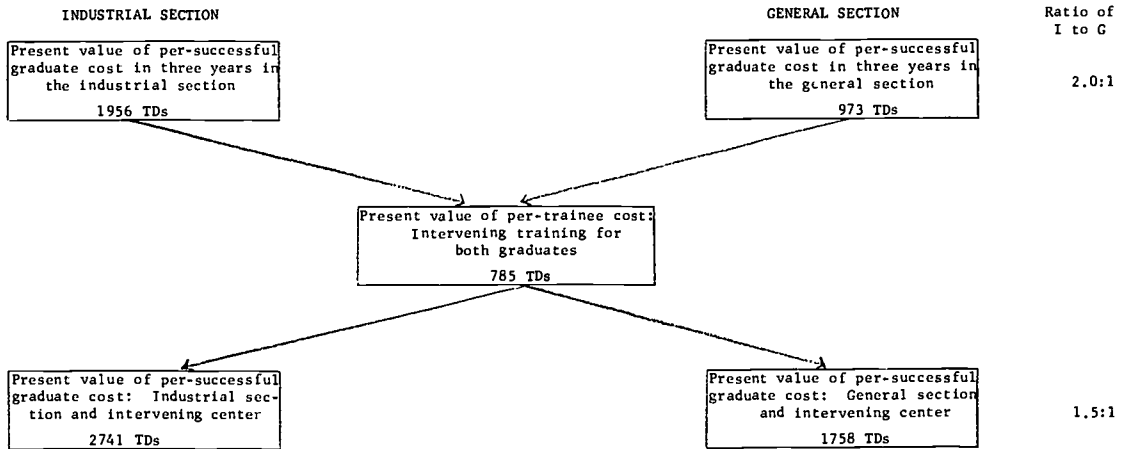 INDUSTRIAL SECTION
GENERAL SECTION
Ratio of
I to G
Present value of per-successful
graduate cost in three years in
the industrial section
1956 TDs
Present value of per-successful
graduate cost in three years in
the general section
973 TDs
2.0:1
Present value of per-trainee cost:
Intervening training for
both graduates
785 TDs
Present value of per-successful
graduate cost: Industrial sec-
tion and intervening center
2741 TDs
Present value of per-successful
graduate cost: General section
and intervening center
1758 TDs
1.5:1